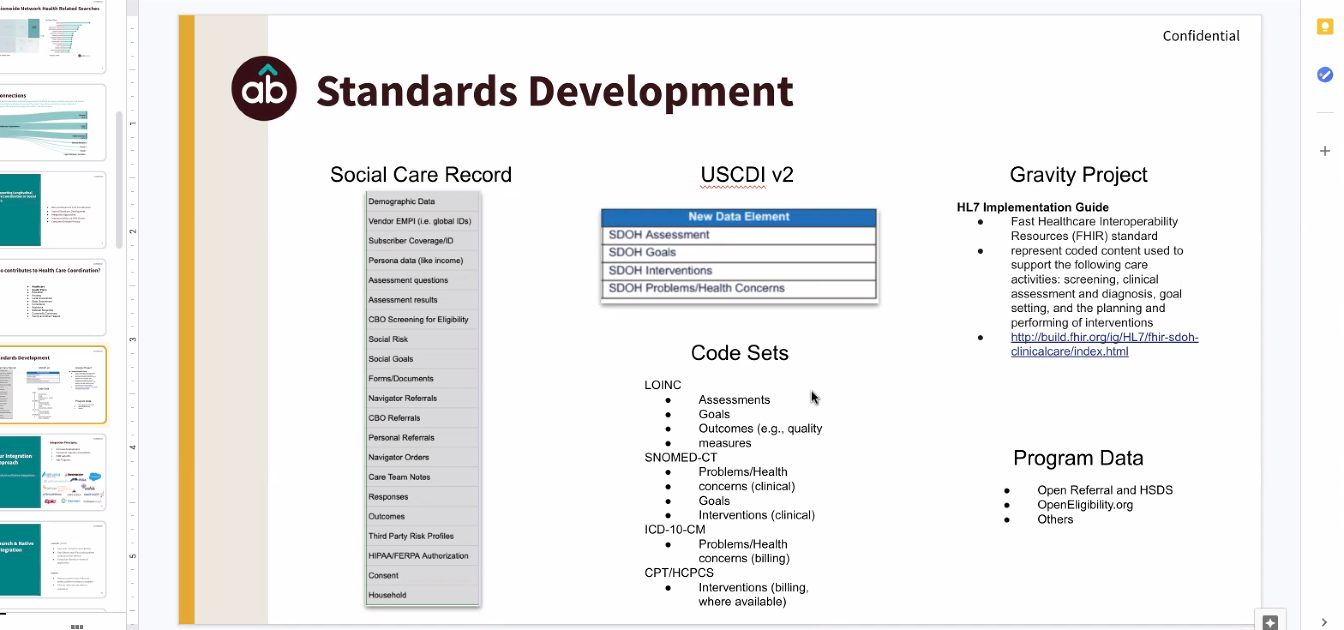 Confidential
ab
Standards Development
Social Care Record
Demographic Data
Vendor EMPI (i.e. global IDs)
Subscriber Coverage/ID
Persona data (like income)
Assessment questions
Assessment results
CBO Screening for Eligibility
Social Risk
Social Goals
Forms/Documents
Navigator Referrals
CBO Referrals
Personal Referrals
Navigator Orders
Care Team Notes
Responses
Outcomes
Third Party Risk Profiles
HIPAA/FERPA Authorization
Consent
Household
USCDI v2
New Data Element
SDOH Assessment
SDOH Goals
SDOH Interventions
SDOH Problems/Health Concerns
Code Sets
LOINC
● Assessments
● Goals
● Outcomes (e.g., quality
● measures
SNOMED-CT
● Problems/Health
● concerns (clinical)
● Goals
● Interventions (clinical)
ICD-10-CM
● Problems/Health
concerns (billing)
CPT/HCPCS
● Interventions (billing,
where available)
Gravity Project
HL7 Implementation Guide
● Fast Healthcare Interoperability
Resources (FHIR) standard
● represent coded content used to
support the following care
activities: screening, clinical
assessment and diagnosis, goal
setting, and the planning and
performing of interventions
● http://build.fhir.org/ig/HL7/fhir-sdoh-
clinicalcare/index.html
Program Data
● Open Referral and HSDS
● OpenEligibility.org
● Others